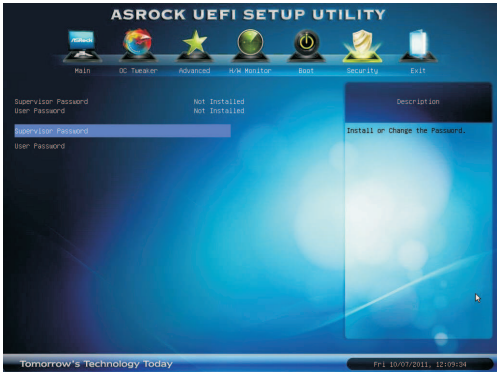 ASROCK UEFI SETUP UTILITY
ASRock
Main OC Tweaker Advanced H/W Monitor Boot Security Exit
Supervisor Password Not Installed
User Password Not Installed
Supervisor Password
User Password
Description
Install or Change the Password.
Tomorrow's Technology Today
Fri 10/07/2011, 12:09:34